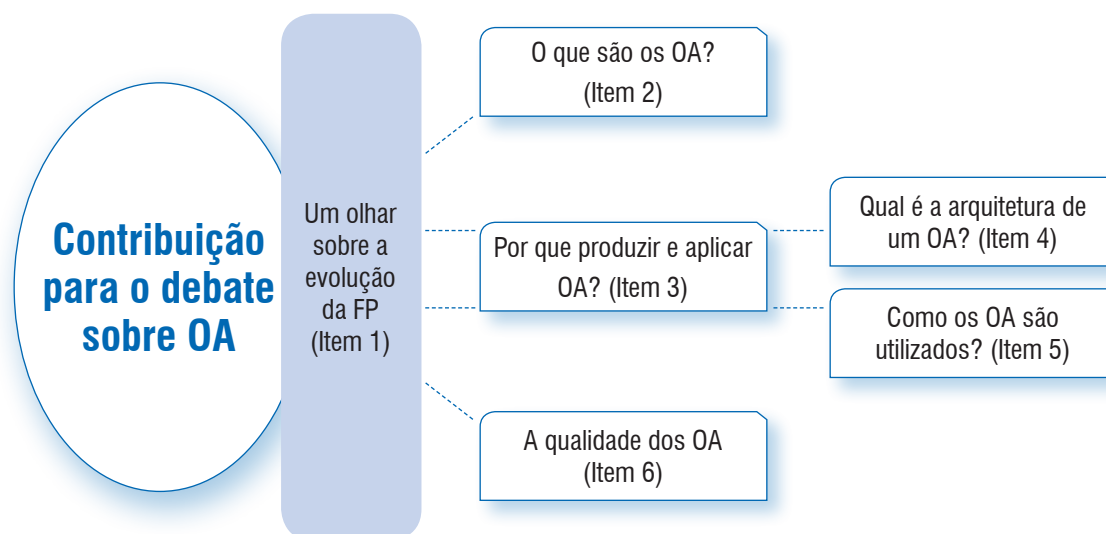 Contribuição
para o debate
sobre OA
Um olhar
sobre a
evolução
da FP
(Item 1)
O que são os OA?
(Item 2)
Por que produzir e aplicar
OA? (Item 3)
Qual é a arquitetura de
um OA? (Item 4)
Como os OA são
utilizados? (Item 5)
A qualidade dos OA
(Item 6)